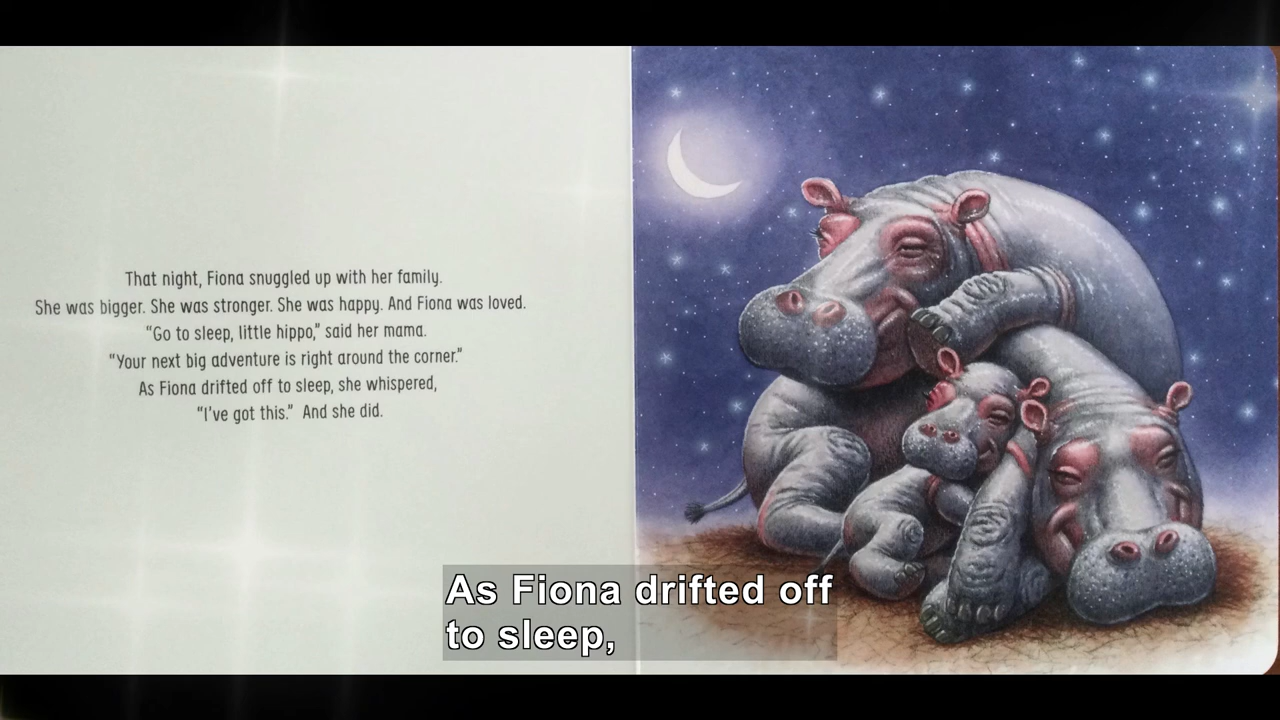 That night, Fiona snuggled up with her family.
She was bigger. She was stronger. She was happy. And Fiona was loved.
“Go to sleep, little hippo,” said her mama.
“Your next big adventure is right around the corner.”
As Fiona drifted off to sleep, she whispered,
“I’ve got this.”  And she did.
As Fiona drifted off
to sleep,